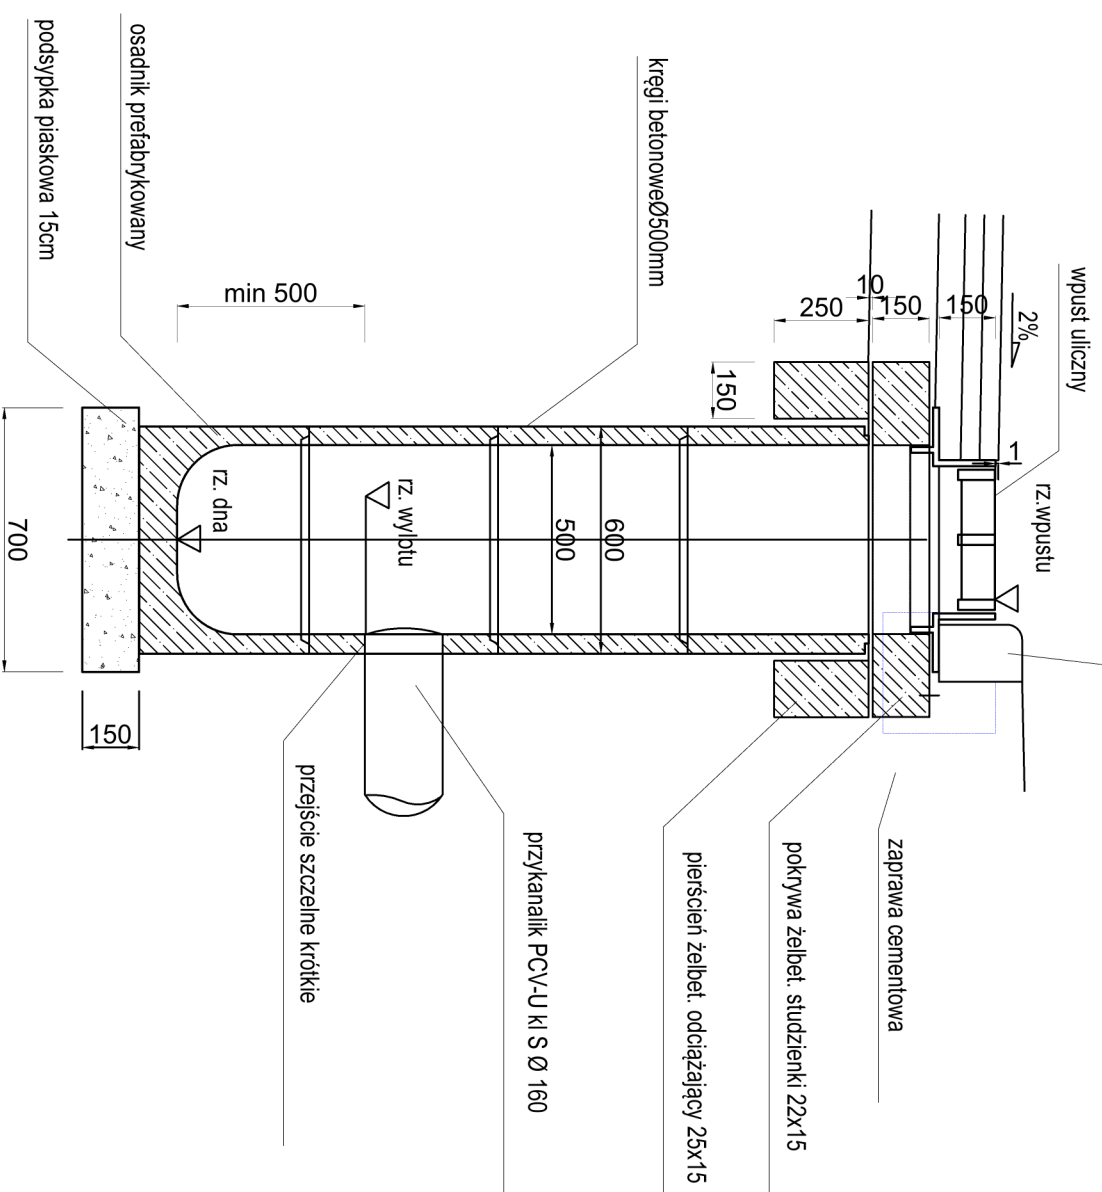 wpust uliczny
2%
rz.wpustu
1
150
150
10
250
150
kręgi betonoweØ500mm
600
500
min 500
rz. wylotu
rz. dna
osadnik prefabrykowany
podsypka piaskowa 15cm
700
150
zaprawa cementowa
pokrywa żelbet. studzienki 22x15
pierścień żelbet. odciążający 25x15
przykanalik PCV-U kl S Ø 160
przejście szczelne krótkie